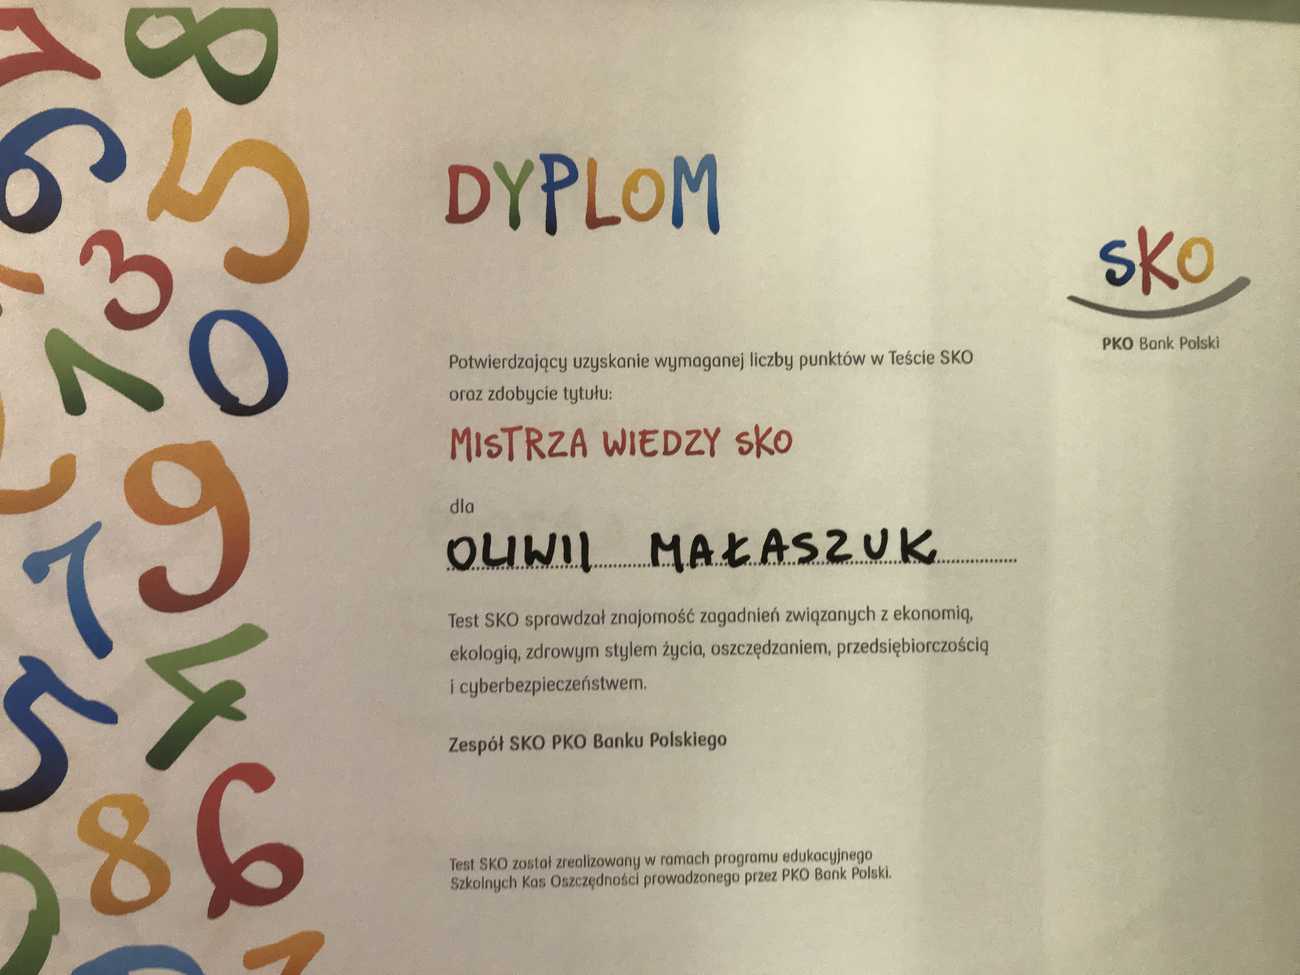 DYPLOM
SKO
PKO Bank Polski
Potwierdzający uzyskanie wymaganej liczby punktów w Teście SKO
oraz zdobycie tytułu:
MISTRZA WIEDZY SKO
dla
OLIWII MAŁASZUK
Test SKO sprawdzał znajomość zagadnień związanych z ekonomią,
ekologią, zdrowym stylem życia, oszczędzaniem, przedsiębiorczością
i cyberbezpieczeństwem.
Zespół SKO PKO Banku Polskiego
Test SKO został zrealizowany w ramach programu edukacyjnego
Szkolnych Kas Oszczędności prowadzonego przez PKO Bank Polski.